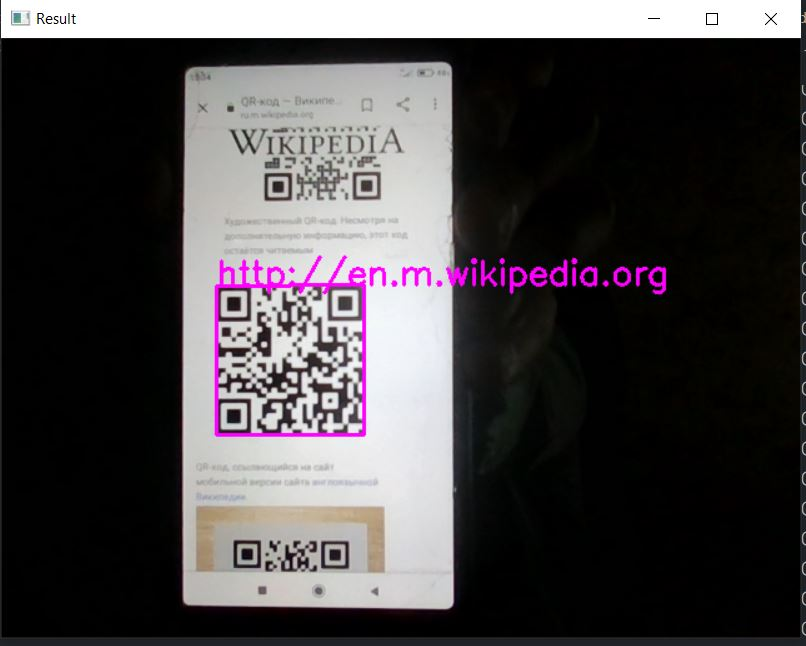 Result
QR-код – Википе...
ru.m.wikipedia.org
WIKIPEDIA
Художественный QR-код. Несмотря на
дополнительную информацию, этот код
остаётся читаемым
http://en.m.wikipedia.org
QR-код, ссылающийся на сайт
мобильной версии сайта англоязычной
Википедии